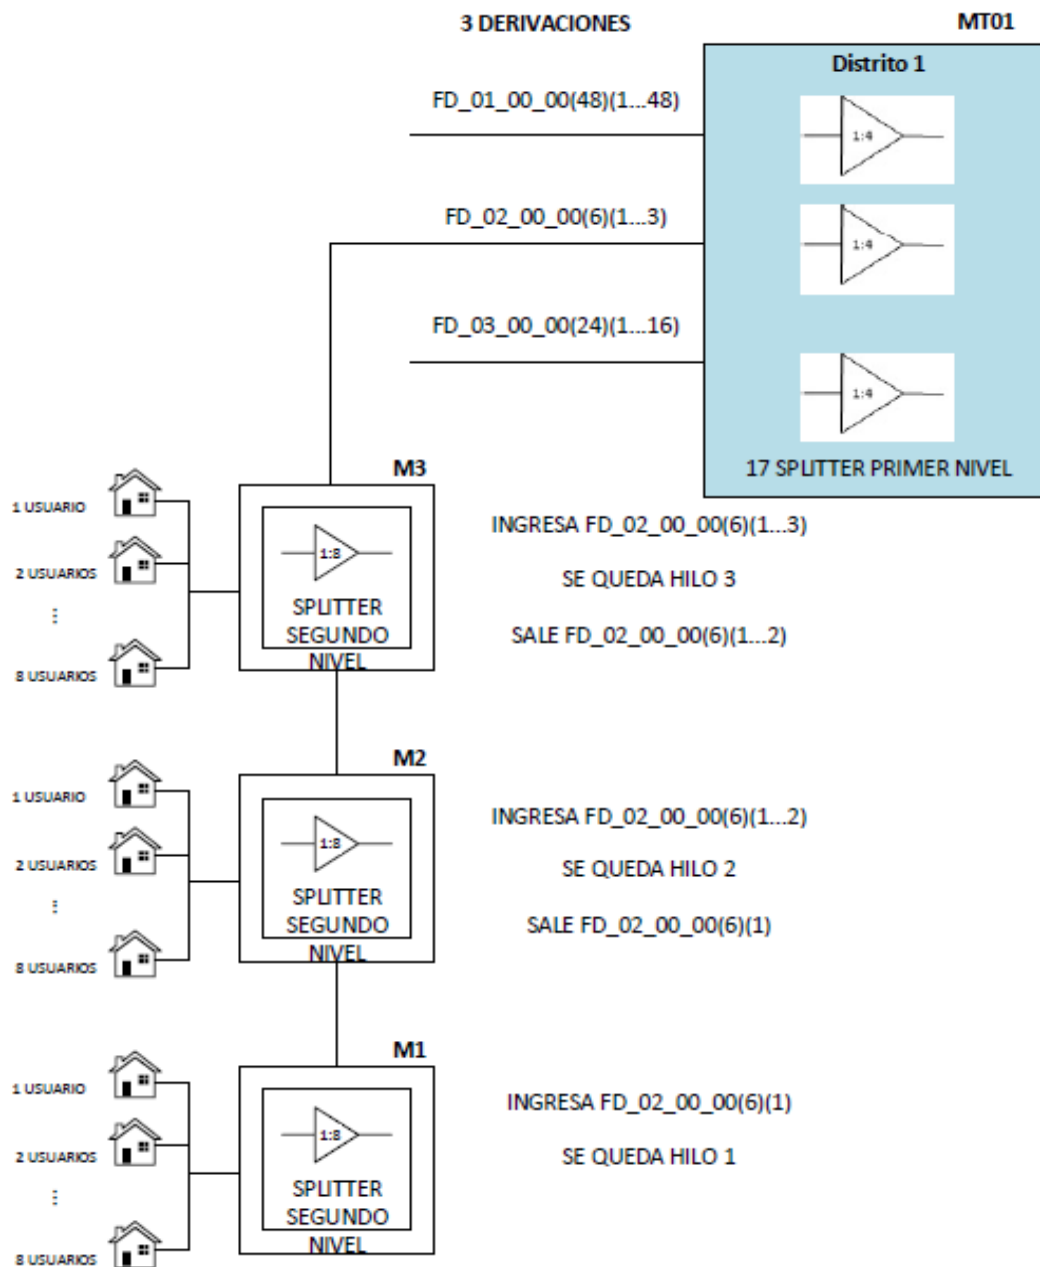 3 DERIVACIONES
MT01
Distrito 1
FD_01_00_00(48)(1...48)
1:4
FD_02_00_00(6)(1...3)
1:4
FD_03_00_00(24)(1...16)
1:4
17 SPLITTER PRIMER NIVEL
M3
1 USUARIO
2 USUARIOS
⋮
8 USUARIOS
1:8
SPLITTER
SEGUNDO
NIVEL
INGRESA FD_02_00_00(6)(1...3)
SE QUEDA HILO 3
SALE FD_02_00_00(6)(1...2)
M2
1 USUARIO
2 USUARIOS
⋮
8 USUARIOS
1:8
SPLITTER
SEGUNDO
NIVEL
INGRESA FD_02_00_00(6)(1...2)
SE QUEDA HILO 2
SALE FD_02_00_00(6)(1)
M1
1 USUARIO
2 USUARIOS
⋮
8 USUARIOS
1:8
SPLITTER
SEGUNDO
NIVEL
INGRESA FD_02_00_00(6)(1)
SE QUEDA HILO 1